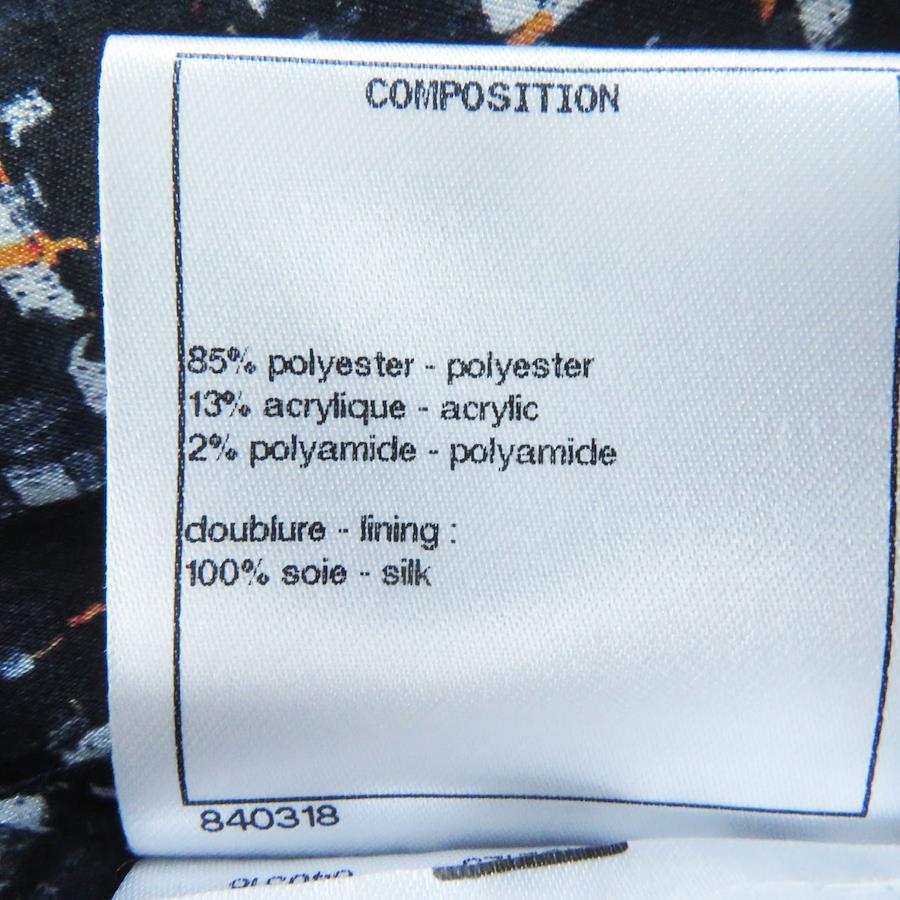 COMPOSITION
85% polyester - polyester
13% acrylique - acrylic
2% polyamide - polyamide
doublure - lining :
100% soie - silk
840318